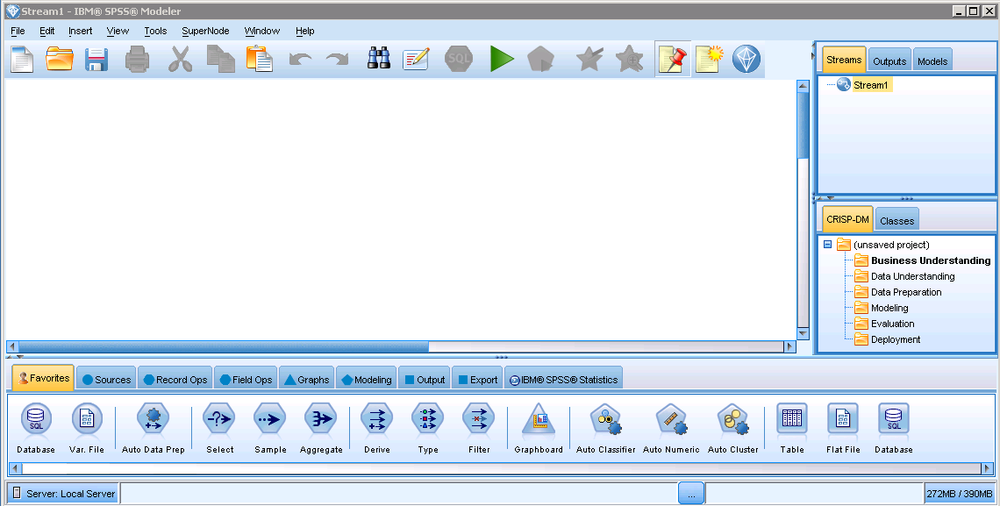 Stream1 - IBM® SPSS® Modeler
File Edit Insert View Tools SuperNode Window Help
SQL
Streams Outputs Models
Stream1
CRISP-DM Classes
(unsaved project)
Business Understanding
Data Understanding
Data Preparation
Modeling
Evaluation
Deployment
Favorites Sources Record Ops Field Ops Graphs Modeling Output Export IBM® SPSS® Statistics
SQL SQL
Database Var. File Auto Data Prep Select Sample Aggregate Derive Type Filter Graphboard Auto Classifier Auto Numeric Auto Cluster Table Flat File Database
Server: Local Server ... 272MB / 390MB